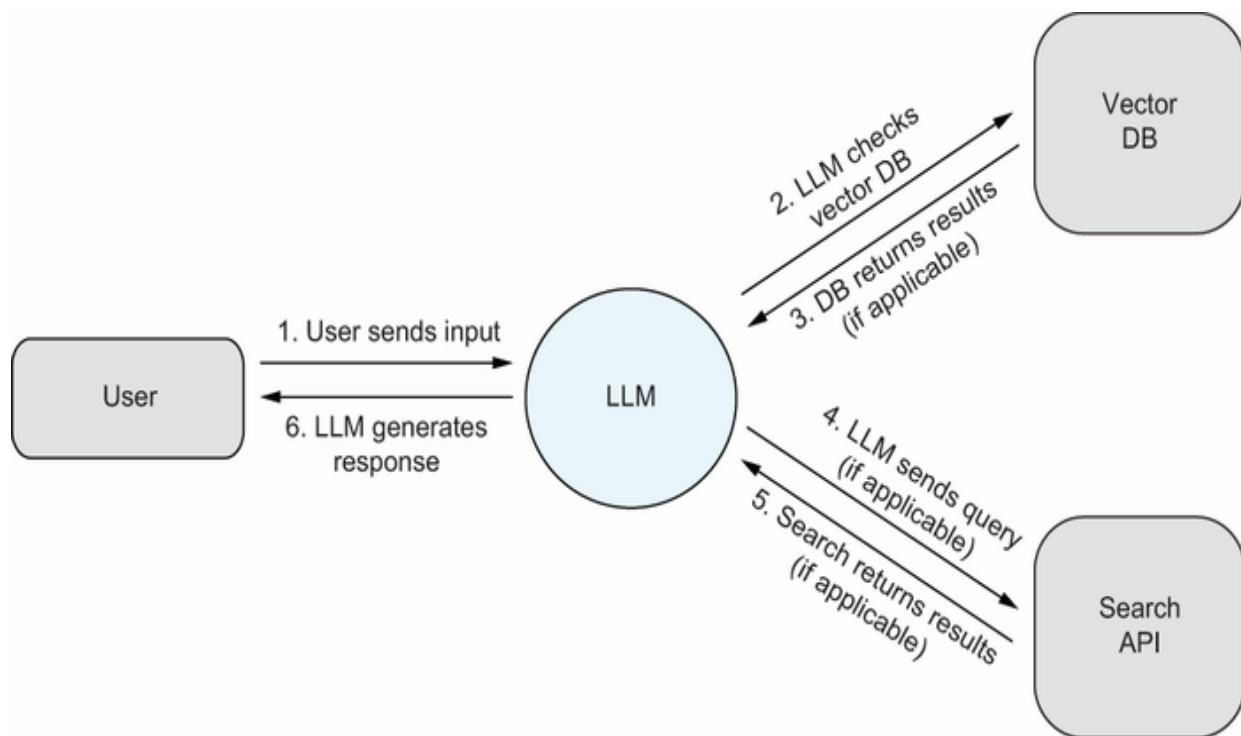 Vector
DB
2. LLM checks
vector DB
3. DB returns results
(if applicable)
1. User sends input
User
LLM
6. LLM generates
response
4. LLM sends query
(if applicable)
5. Search returns results
(if applicable)
Search
API